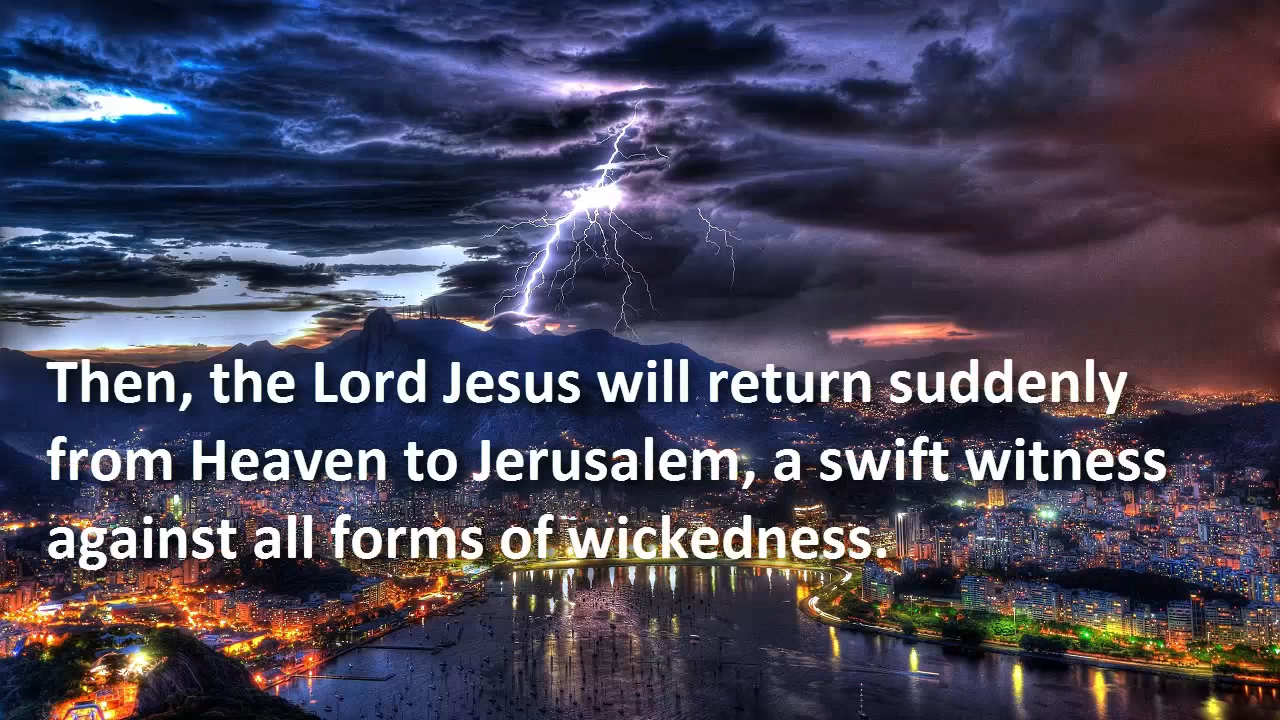 Then, the Lord Jesus will return suddenly
from Heaven to Jerusalem, a swift witness
against all forms of wickedness.